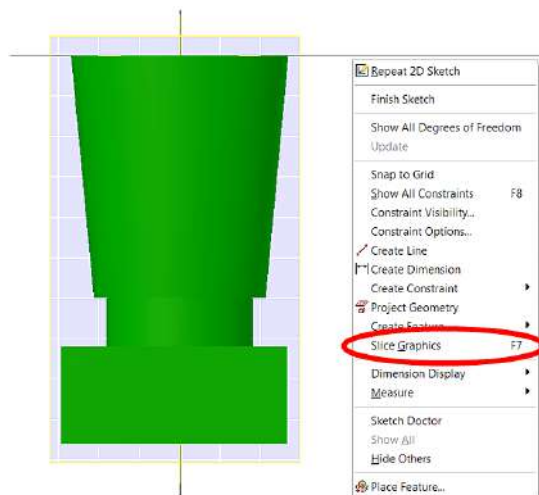 Repeat 2D Sketch
Finish Sketch
Show All Degrees of Freedom
Update
Snap to Grid
Show All Constraints F8
Constraint Visibility...
Constraint Options...
Create Line
Create Dimension
Create Constraint
Project Geometry
Create Feature
Slice Graphics F7
Dimension Display
Measure
Sketch Doctor
Show All
Hide Others
Place Feature...